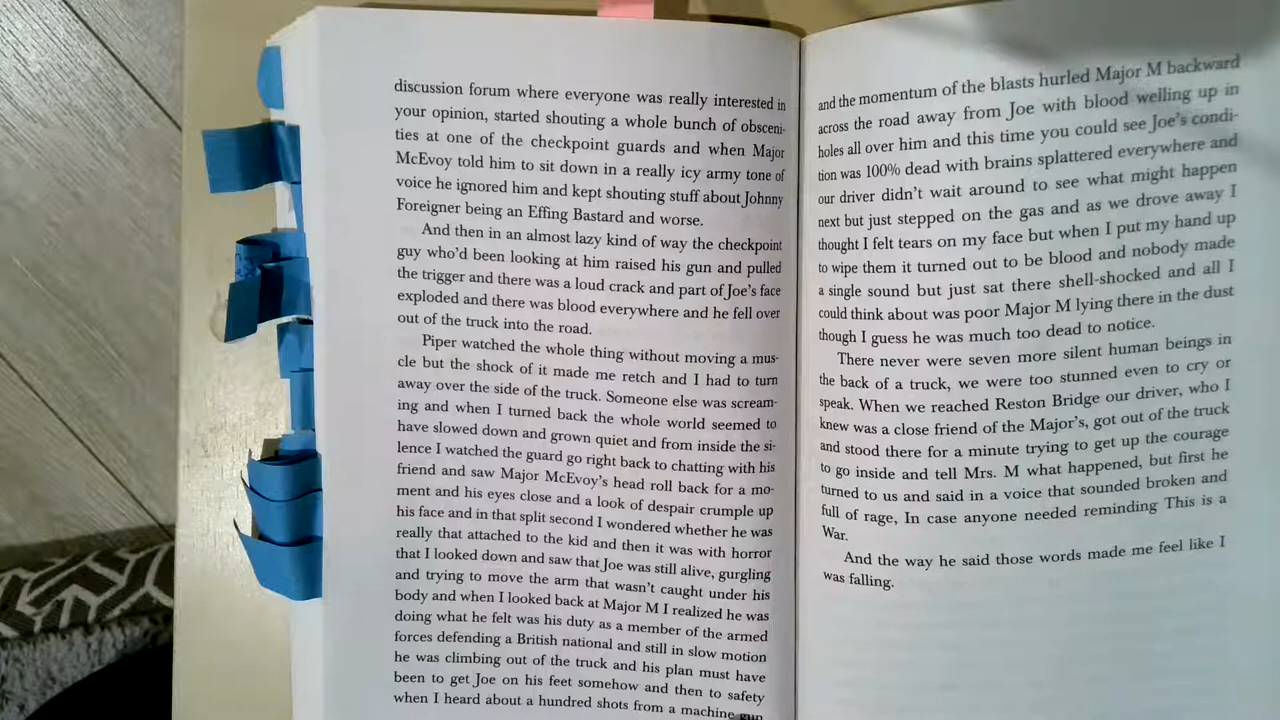 discussion forum where everyone was really interested in
your opinion, started shouting a whole bunch of obsceni-
ties at one of the checkpoint guards and when Major
McEvoy told him to sit down in a really icy army tone of
voice he ignored him and kept shouting stuff about Johnny
Foreigner being an Effing Bastard and worse.
And then in an almost lazy kind of way the checkpoint
guy who'd been looking at him raised his gun and pulled
the trigger and there was a loud crack and part of Joe's face
exploded and there was blood everywhere and he fell over
out of the truck into the road.
Piper watched the whole thing without moving a mus-
cle but the shock of it made me retch and I had to turn
away over the side of the truck. Someone else was scream-
ing and when I turned back the whole world seemed to
have slowed down and grown quiet and from inside the si-
lence I watched the guard go right back to chatting with his
friend and saw Major McEvoy's head roll back for a mo-
ment and his eyes close and a look of despair crumple up
his face and in that split second I wondered whether he was
really that attached to the kid and then it was with horror
that I looked down and saw that Joe was still alive, gurgling
and trying to move the arm that wasn't caught under his
body and when I looked back at Major M I realized he was
doing what he felt was his duty as a member of the armed
forces defending a British national and still in slow motion
he was climbing out of the truck and his plan must have
been to get Joe on his feet somehow and then to safety
when I heard about a hundred shots from a machine gun
and the momentum of the blasts hurled Major M backward
across the road away from Joe with blood welling up in
holes all over him and this time you could see Joe's condi-
tion was 100% dead with brains splattered everywhere and
our driver didn't wait around to see what might happen
next but just stepped on the gas and as we drove away I
thought I felt tears on my face but when I put my hand up
to wipe them it turned out to be blood and nobody made
a single sound but just sat there shell-shocked and all I
could think about was poor Major M lying there in the dust
though I guess he was much too dead to notice.
There never were seven more silent human beings in
the back of a truck, we were too stunned even to cry or
speak. When we reached Reston Bridge our driver, who I
knew was a close friend of the Major's, got out of the truck
and stood there for a minute trying to get up the courage
to go inside and tell Mrs. M what happened, but first he
turned to us and said in a voice that sounded broken and
full of rage, In case anyone needed reminding This is a
War.
And the way he said those words made me feel like I
was falling.